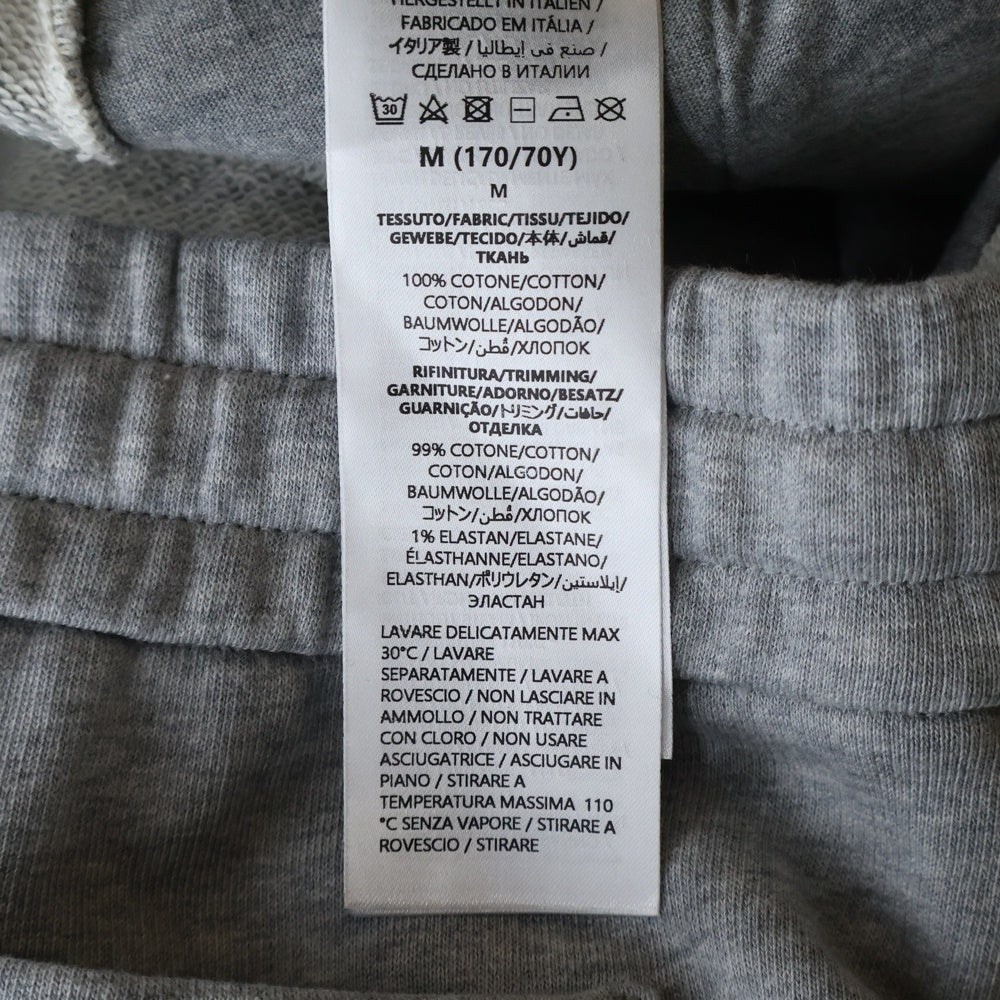 HERGESTELLT IN ITALIEN /
FABRICADO EM ITÁLIA /
イタリア製 / صنع في إيطاليا /
СДЕЛАНО В ИТАЛИИ
30
M (170/70Y)
M
TESSUTO/FABRIC/TISSU/TEJIDO/
GEWEBE/TECIDO/本体/قماش/
ТКАНЬ
100% COTONE/COTTON/
COTON/ALGODON/
BAUMWOLLE/ALGODÃO/
コットン/قُطن/ХЛОПОК
RIFINITURA/TRIMMING/
GARNITURE/ADORNO/BESATZ/
GUARNIÇÃO/トリミング/حافات/
ОТДЕЛКА
99% COTONE/COTTON/
COTON/ALGODON/
BAUMWOLLE/ALGODÃO/
コットン/قُطن/ХЛОПОК
1% ELASTAN/ELASTANE/
ÉLASTHANNE/ELASTANO/
ELASTHAN/ポリウレタン/إيلاستين/
ЭЛАСТАН
LAVARE DELICATAMENTE MAX
30°C / LAVARE
SEPARATAMENTE / LAVARE A
ROVESCIO / NON LASCIARE IN
AMMOLLO / NON TRATTARE
CON CLORO / NON USARE
ASCIUGATRICE / ASCIUGARE IN
PIANO / STIRARE A
TEMPERATURA MASSIMA 110
°C SENZA VAPORE / STIRARE A
ROVESCIO / STIRARE